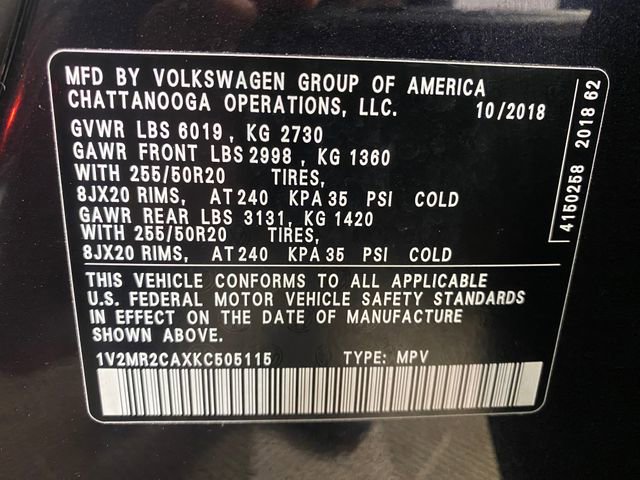 MFD BY VOLKSWAGEN GROUP OF AMERICA
CHATTANOOGA OPERATIONS, LLC. 10/2018
GVWR LBS 6019, KG 2730
GAWR FRONT LBS 2998, KG 1360
WITH 255/50R20 TIRES,
8JX20 RIMS, AT 240 KPA 35 PSI COLD
GAWR REAR LBS 3131, KG 1420
WITH 255/50R20 TIRES,
8JX20 RIMS, AT 240 KPA 35 PSI COLD
THIS VEHICLE CONFORMS TO ALL APPLICABLE
U.S. FEDERAL MOTOR VEHICLE SAFETY STANDARDS
IN EFFECT ON THE DATE OF MANUFACTURE
SHOWN ABOVE.
1V2MR2CAXKC505115 TYPE: MPV
4150258 2018 62